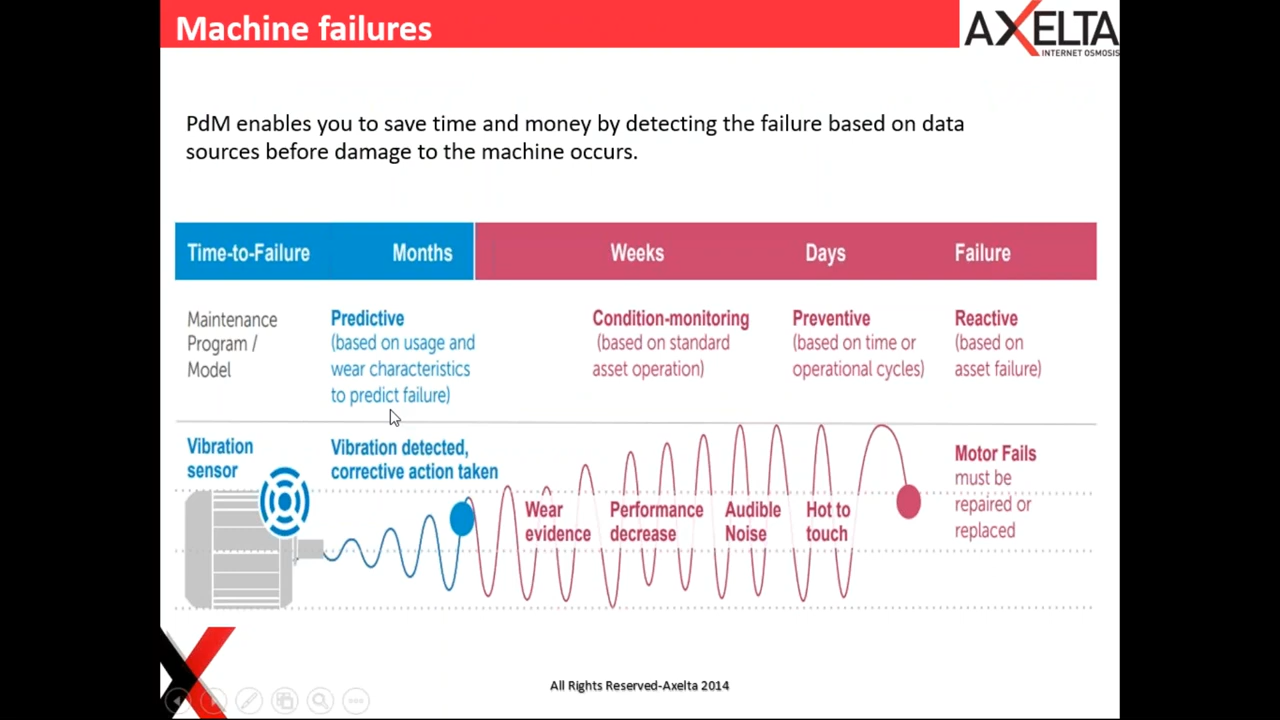 Machine failures
AXELTA
INTERNET OSMOSIS
PdM enables you to save time and money by detecting the failure based on data
sources before damage to the machine occurs.
Time-to-Failure Months Weeks Days Failure
Maintenance
Program /
Model
Predictive
(based on usage and
wear characteristics
to predict failure)
Condition-monitoring
(based on standard
asset operation)
Preventive
(based on time or
operational cycles)
Reactive
(based on
asset failure)
Vibration
sensor
Vibration detected,
corrective action taken
Wear
evidence
Performance
decrease
Audible
Noise
Hot to
touch
Motor Fails
must be
repaired or
replaced
All Rights Reserved-Axelta 2014